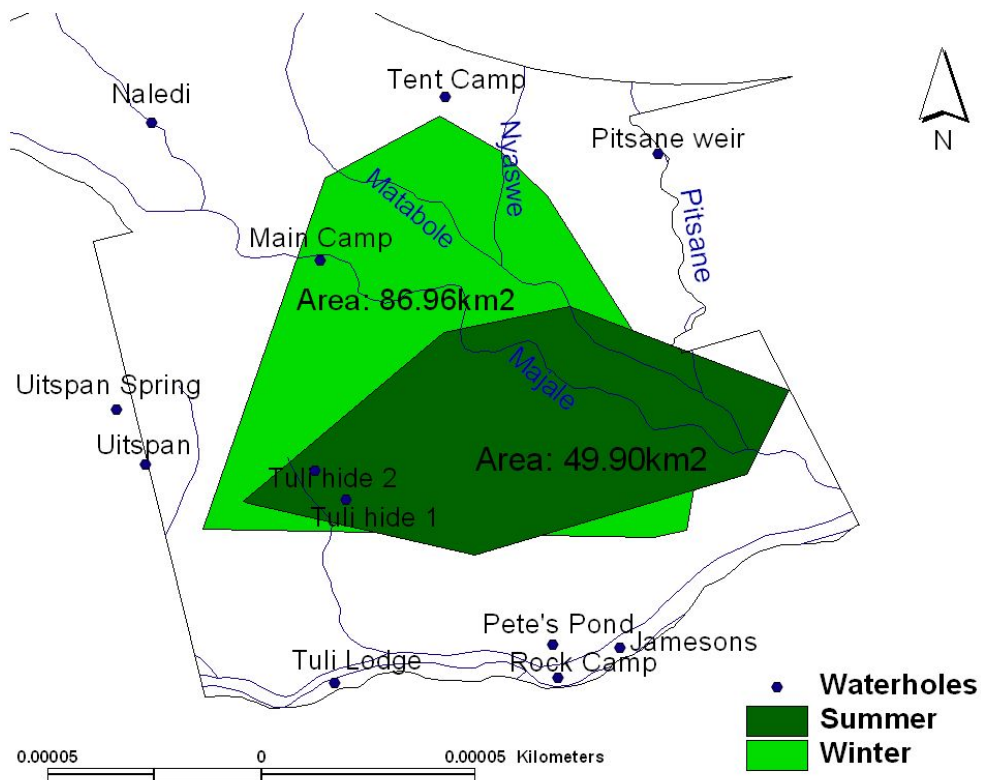 Tent Camp
Naledi
Nyaswe
Pitsane weir
N
Matabole
Pitsane
Main Camp
Area: 86.96km2
Majale
Uitspan Spring
Uitspan
Area: 49.90km2
Tuli hide 2
Tuli hide 1
Pete's Pond
Jamesons
Tuli Lodge
Rock Camp
Waterholes
Summer
Winter
0.00005 0 0.00005 Kilometers